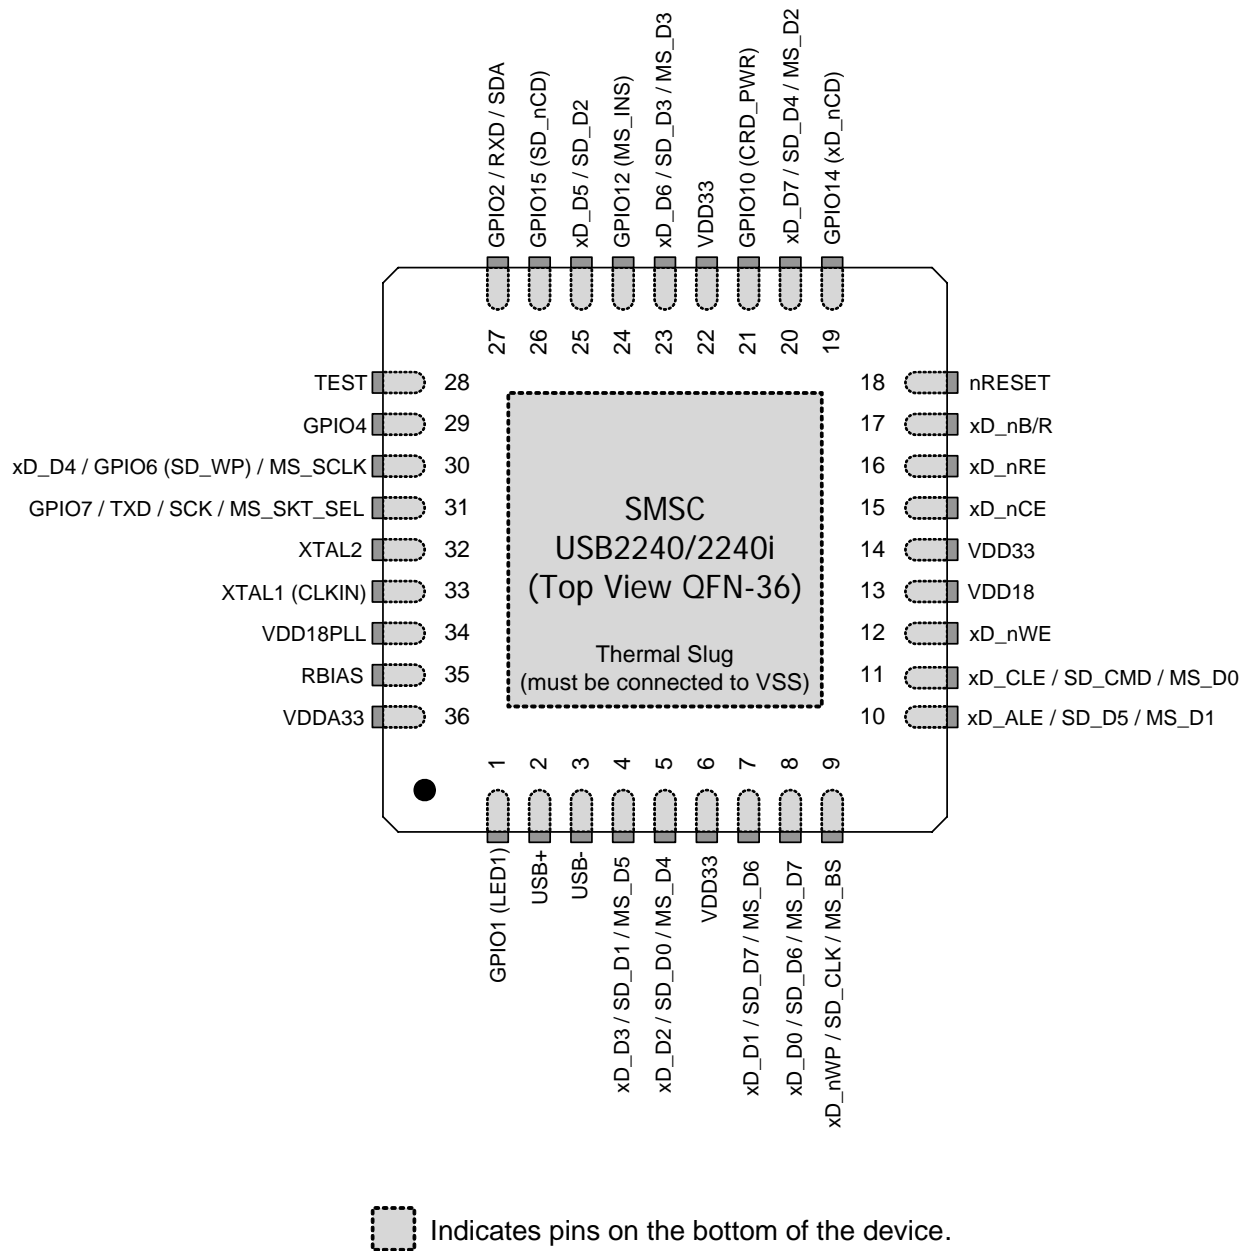 GPIO2 / RXD / SDA
GPIO15 (SD_nCD)
xD_D5 / SD_D2
GPIO12 (MS_INS)
xD_D6 / SD_D3 / MS_D3
VDD33
GPIO10 (CRD_PWR)
xD_D7 / SD_D4 / MS_D2
GPIO14 (xD_nCD)
27
26
25
24
23
22
21
20
19
TEST 28
GPIO4 29
xD_D4 / GPIO6 (SD_WP) / MS_SCLK 30
GPIO7 / TXD / SCK / MS_SKT_SEL 31
XTAL2 32
XTAL1 (CLKIN) 33
VDD18PLL 34
RBIAS 35
VDDA33 36
SMSC
USB2240/2240i
(Top View QFN-36)
Thermal Slug
(must be connected to VSS)
18 nRESET
17 xD_nB/R
16 xD_nRE
15 xD_nCE
14 VDD33
13 VDD18
12 xD_nWE
11 xD_CLE / SD_CMD / MS_D0
10 xD_ALE / SD_D5 / MS_D1
1
2
3
4
5
6
7
8
9
GPIO1 (LED1)
USB+
USB-
xD_D3 / SD_D1 / MS_D5
xD_D2 / SD_D0 / MS_D4
VDD33
xD_D1 / SD_D7 / MS_D6
xD_D0 / SD_D6 / MS_D7
xD_nWP / SD_CLK / MS_BS
Indicates pins on the bottom of the device.